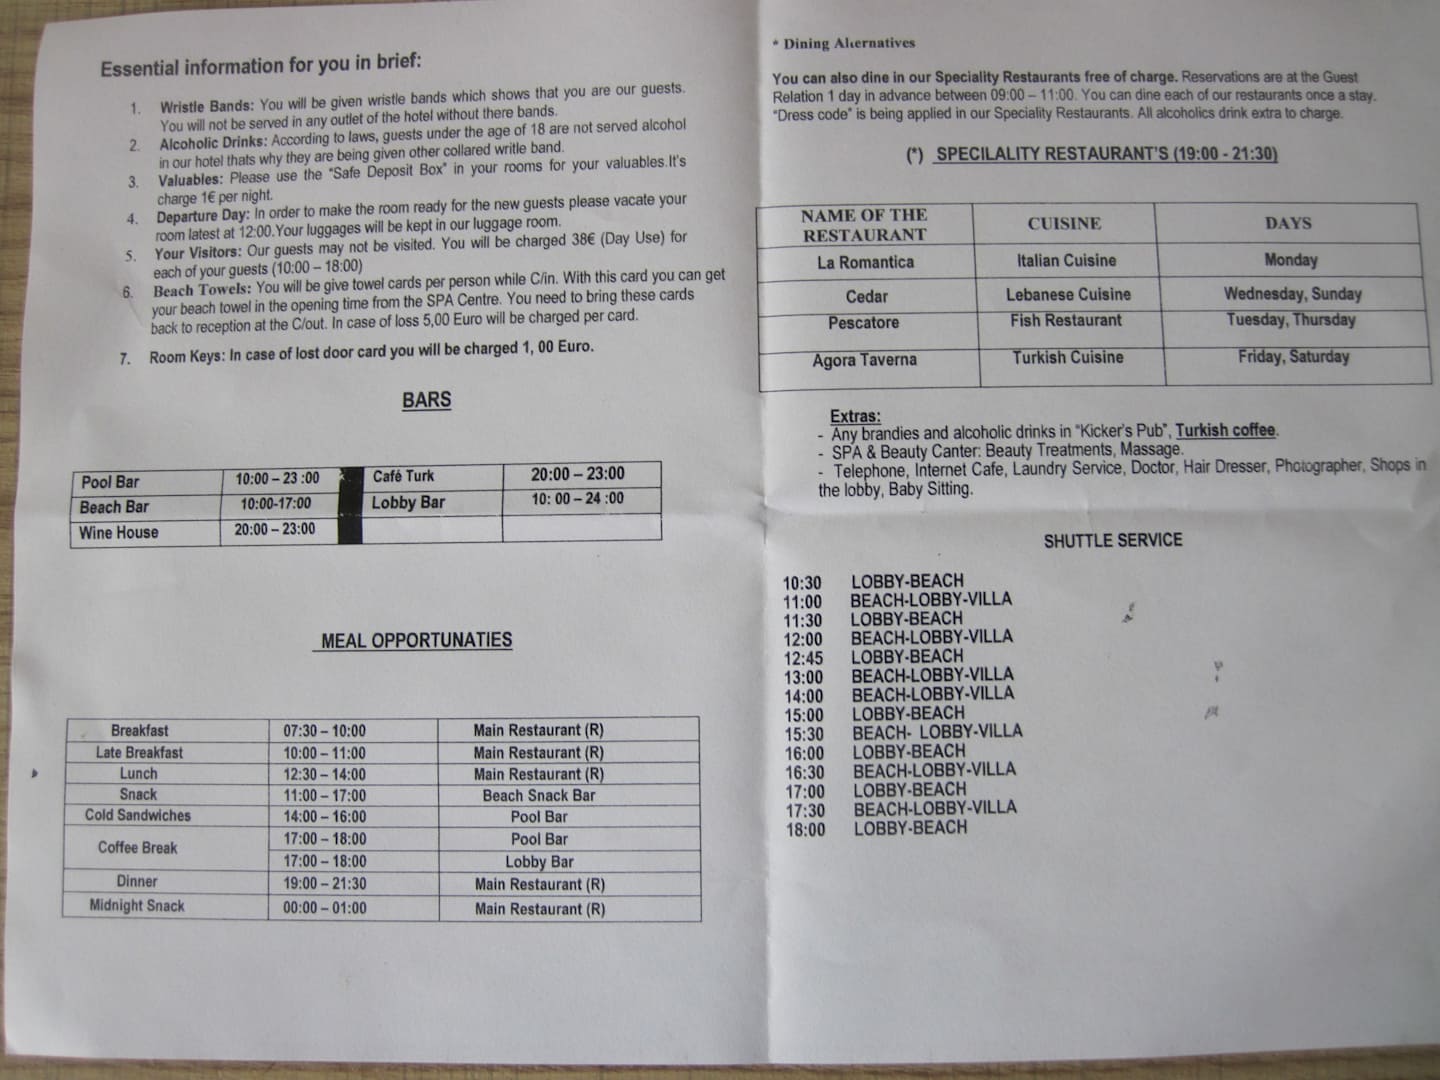 Essential information for you in brief:
1. Wristle Bands: You will be given wristle bands which shows that you are our guests.
You will not be served in any outlet of the hotel without there bands.
2. Alcoholic Drinks: According to laws, guests under the age of 18 are not served alcohol
in our hotel thats why they are being given other collared writle band.
3. Valuables: Please use the "Safe Deposit Box" in your rooms for your valuables.It's
charge 1€ per night.
4. Departure Day: In order to make the room ready for the new guests please vacate your
room latest at 12:00.Your luggages will be kept in our luggage room.
5. Your Visitors: Our guests may not be visited. You will be charged 38€ (Day Use) for
each of your guests (10:00 – 18:00)
6. Beach Towels: You will be give towel cards per person while C/in. With this card you can get
your beach towel in the opening time from the SPA Centre. You need to bring these cards
back to reception at the C/out. In case of loss 5,00 Euro will be charged per card.
7. Room Keys: In case of lost door card you will be charged 1, 00 Euro.
BARS
Pool Bar 10:00 – 23 :00 Café Turk 20:00 – 23:00
Beach Bar 10:00-17:00 Lobby Bar 10: 00 – 24 :00
Wine House 20:00 – 23:00
MEAL OPPORTUNATIES
Breakfast 07:30 – 10:00 Main Restaurant (R)
Late Breakfast 10:00 – 11:00 Main Restaurant (R)
Lunch 12:30 – 14:00 Main Restaurant (R)
Snack 11:00 – 17:00 Beach Snack Bar
Cold Sandwiches 14:00 – 16:00 Pool Bar
Coffee Break 17:00 – 18:00 Pool Bar
17:00 – 18:00 Lobby Bar
Dinner 19:00 – 21:30 Main Restaurant (R)
Midnight Snack 00:00 – 01:00 Main Restaurant (R)
* Dining Alternatives
You can also dine in our Speciality Restaurants free of charge. Reservations are at the Guest
Relation 1 day in advance between 09:00 – 11:00. You can dine each of our restaurants once a stay.
"Dress code" is being applied in our Speciality Restaurants. All alcoholics drink extra to charge.
(*) SPECILALITY RESTAURANT'S (19:00 - 21:30)
NAME OF THE RESTAURANT CUISINE DAYS
La Romantica Italian Cuisine Monday
Cedar Lebanese Cuisine Wednesday, Sunday
Pescatore Fish Restaurant Tuesday, Thursday
Agora Taverna Turkish Cuisine Friday, Saturday
Extras:
- Any brandies and alcoholic drinks in "Kicker's Pub", Turkish coffee.
- SPA & Beauty Canter: Beauty Treatments, Massage.
- Telephone, Internet Cafe, Laundry Service, Doctor, Hair Dresser, Photographer, Shops in
the lobby, Baby Sitting.
SHUTTLE SERVICE
10:30 LOBBY-BEACH
11:00 BEACH-LOBBY-VILLA
11:30 LOBBY-BEACH
12:00 BEACH-LOBBY-VILLA
12:45 LOBBY-BEACH
13:00 BEACH-LOBBY-VILLA
14:00 BEACH-LOBBY-VILLA
15:00 LOBBY-BEACH
15:30 BEACH- LOBBY-VILLA
16:00 LOBBY-BEACH
16:30 BEACH-LOBBY-VILLA
17:00 LOBBY-BEACH
17:30 BEACH-LOBBY-VILLA
18:00 LOBBY-BEACH